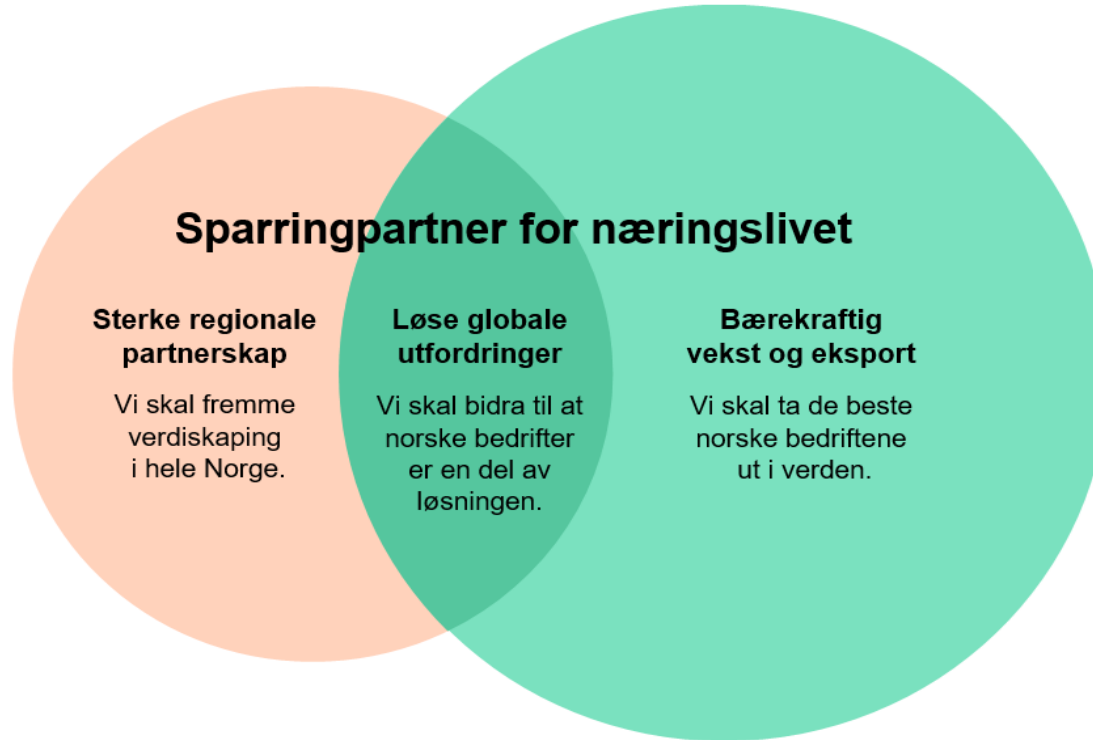 Sparringpartner for næringslivet
Sterke regionale
partnerskap
Vi skal fremme
verdiskaping
i hele Norge.
Løse globale
utfordringer
Vi skal bidra til at
norske bedrifter
er en del av
løsningen.
Bærekraftig
vekst og eksport
Vi skal ta de beste
norske bedriftene
ut i verden.